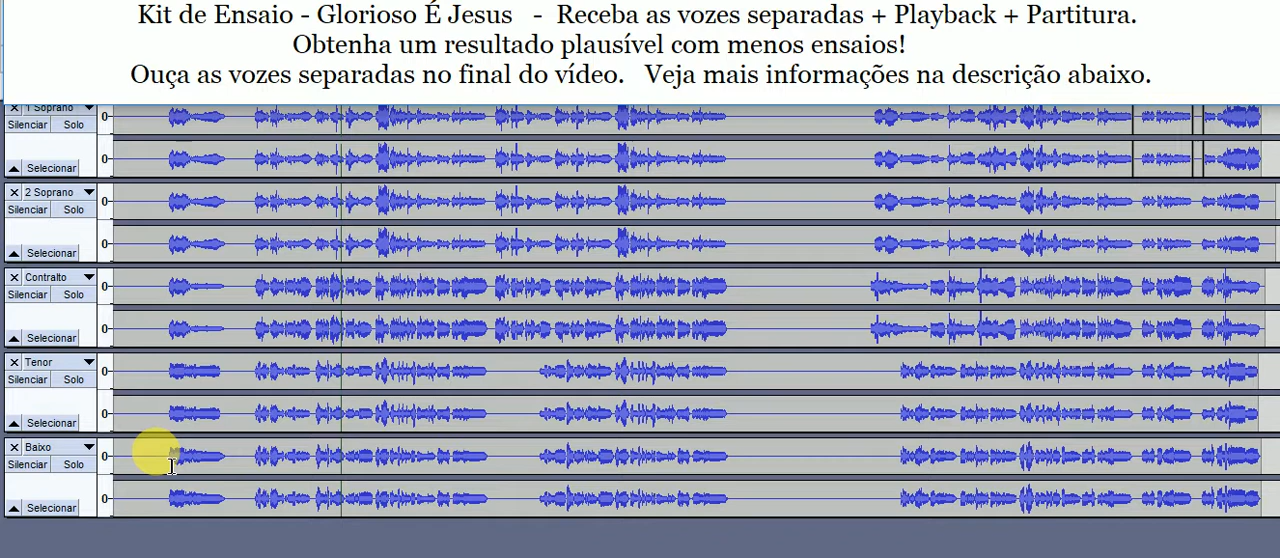 Kit de Ensaio - Glorioso É Jesus - Receba as vozes separadas + Playback + Partitura.
Obtenha um resultado plausível com menos ensaios!
Ouça as vozes separadas no final do vídeo. Veja mais informações na descrição abaixo.
1 Soprano
0
Silenciar Solo
Selecionar
0
2 Soprano
0
Silenciar Solo
Selecionar
0
Contralto
0
Silenciar Solo
Selecionar
0
Tenor
0
Silenciar Solo
Selecionar
0
Baixo
0
Silenciar Solo
Selecionar
0